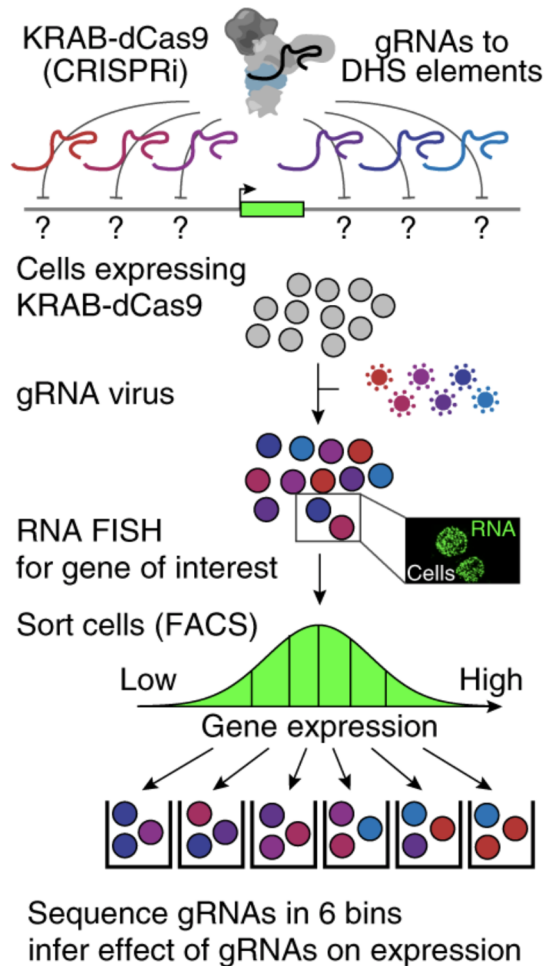 KRAB-dCas9
(CRISPRi)
gRNAs to
DHS elements
? ? ? ? ? ?
Cells expressing
KRAB-dCas9
gRNA virus
RNA FISH
for gene of interest
RNA
Cells
Sort cells (FACS)
Low
High
Gene expression
Sequence gRNAs in 6 bins
infer effect of gRNAs on expression